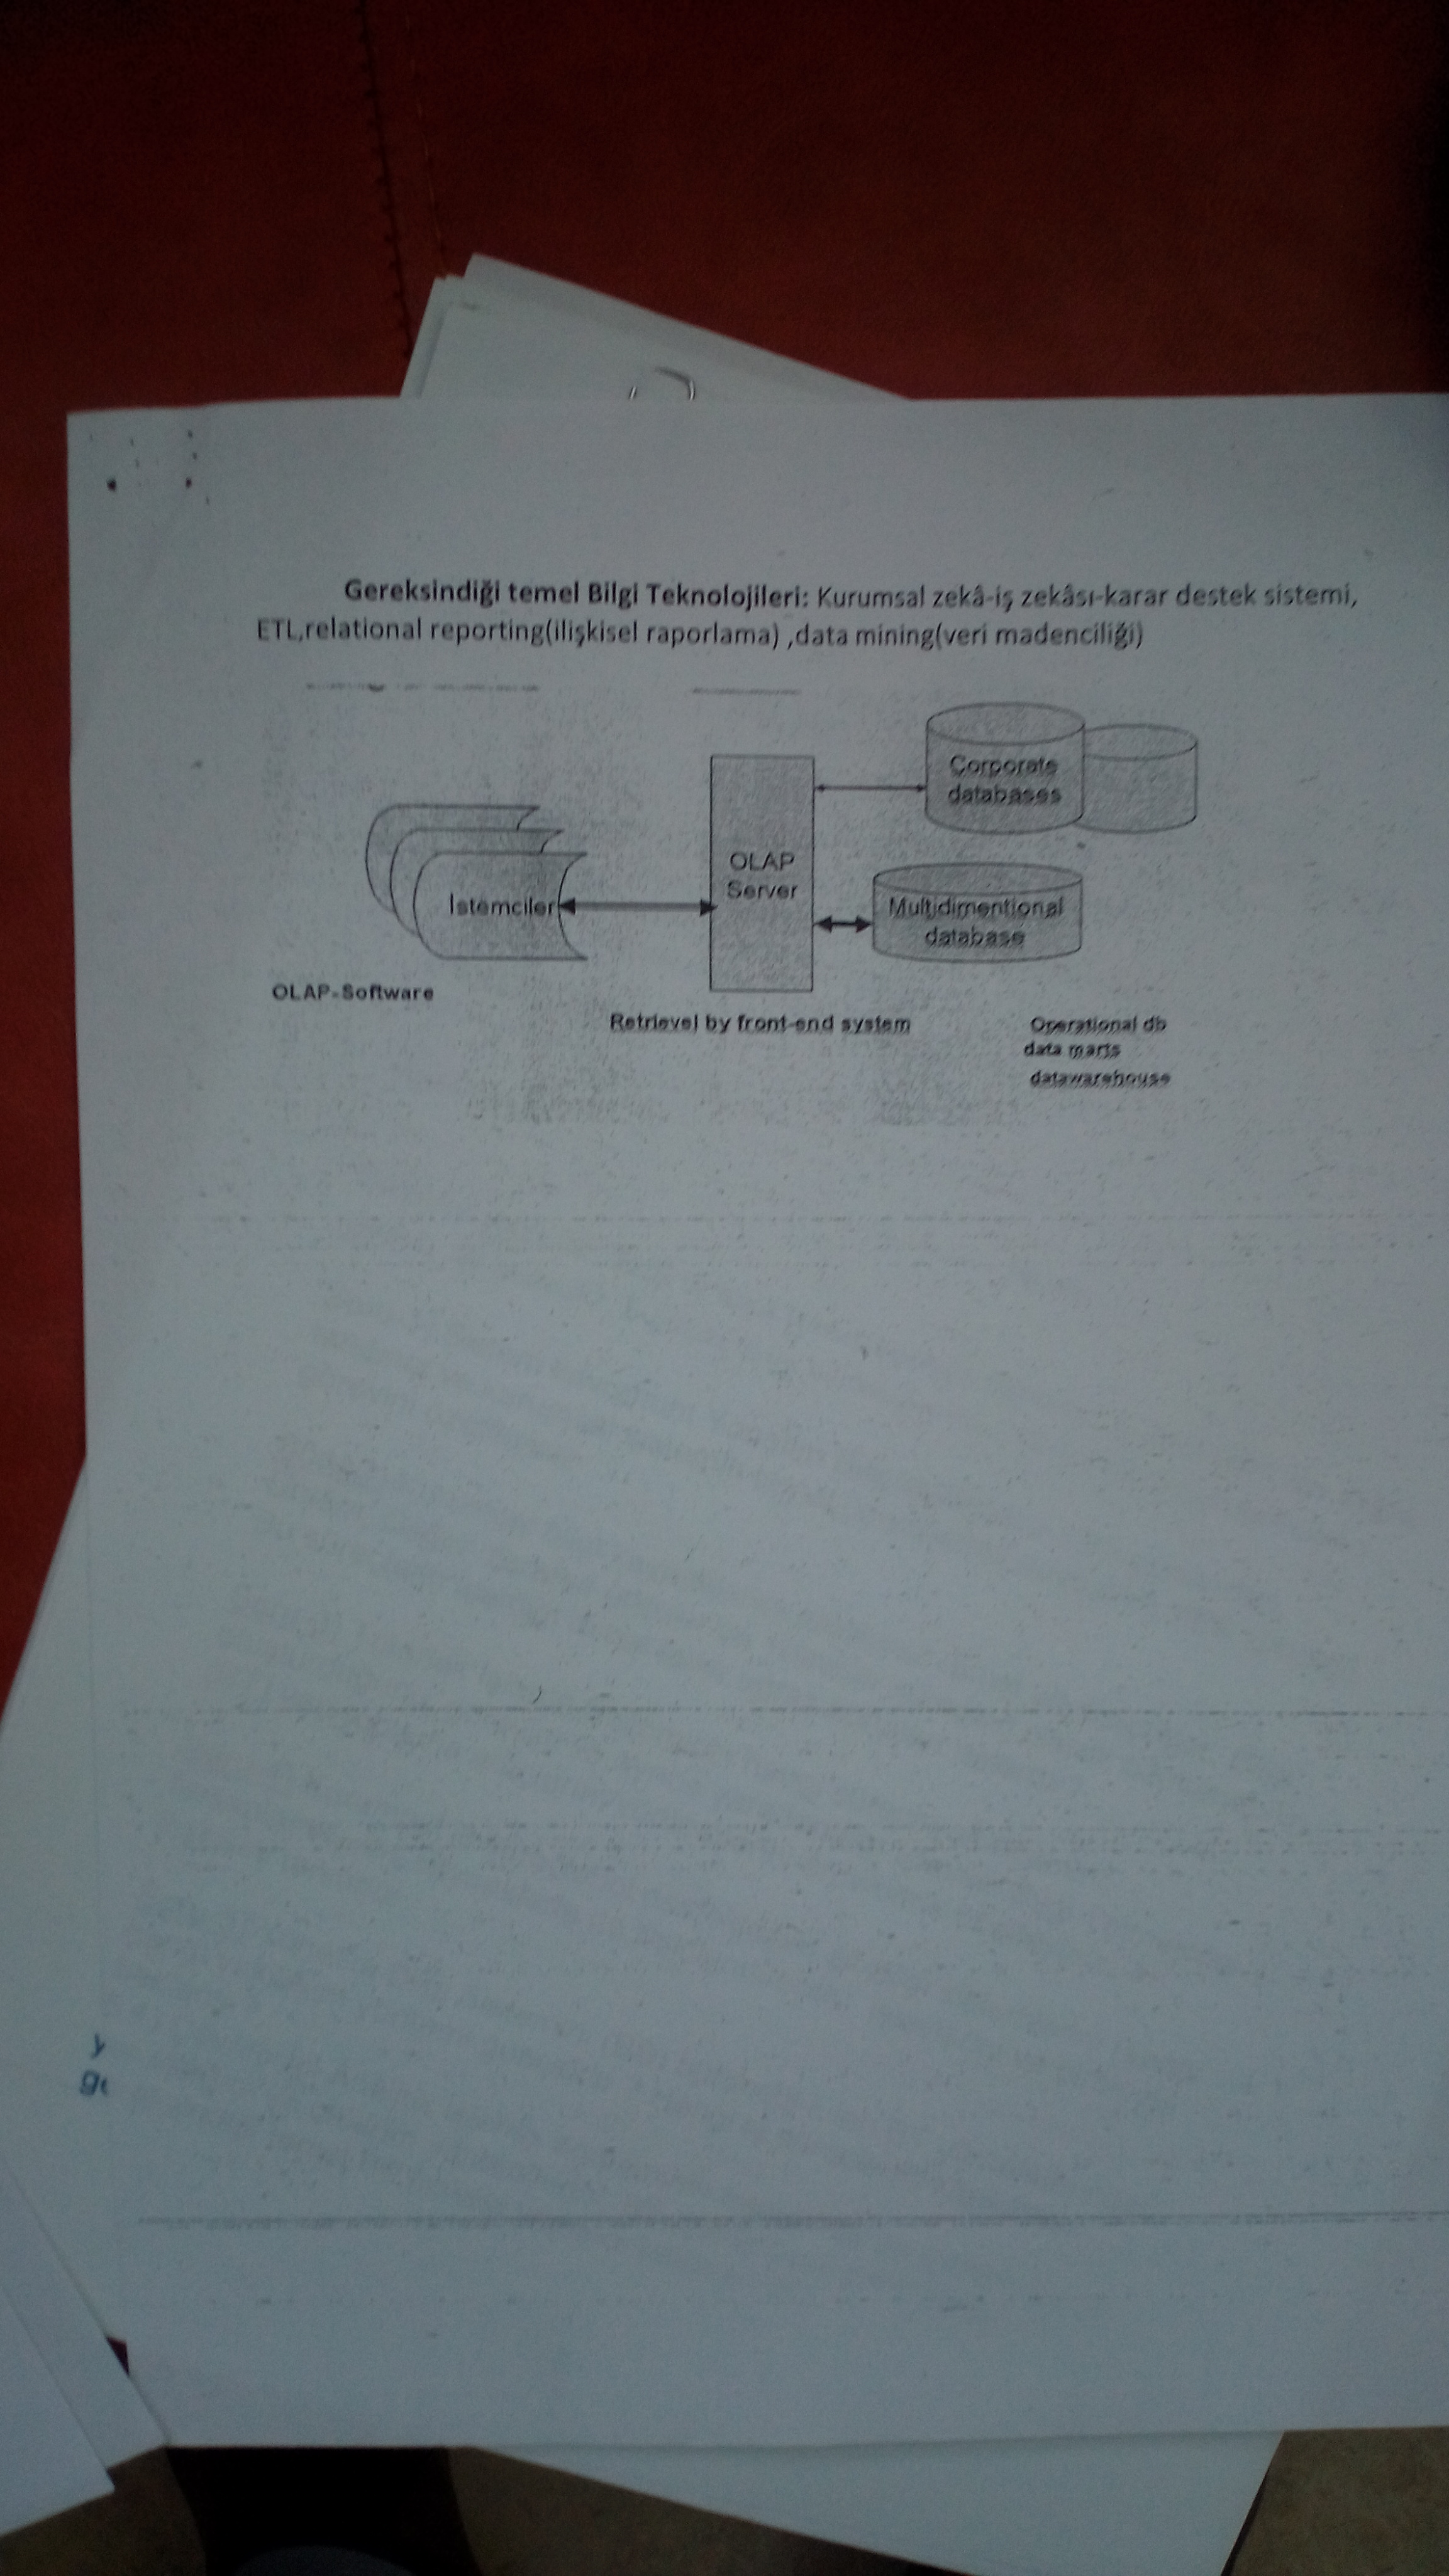 Gereksindiği temel Bilgi Teknolojileri: Kurumsal zekâ-iş zekâsı-karar destek sistemi,
ETL,relational reporting(ilişkisel raporlama) ,data mining(veri madenciliği)
Corporate
databases
OLAP
Server
İstemciler
Multidimentional
database
OLAP-Software
Retrievel by front-end system
Operational db
data marts
datawarehouse
y